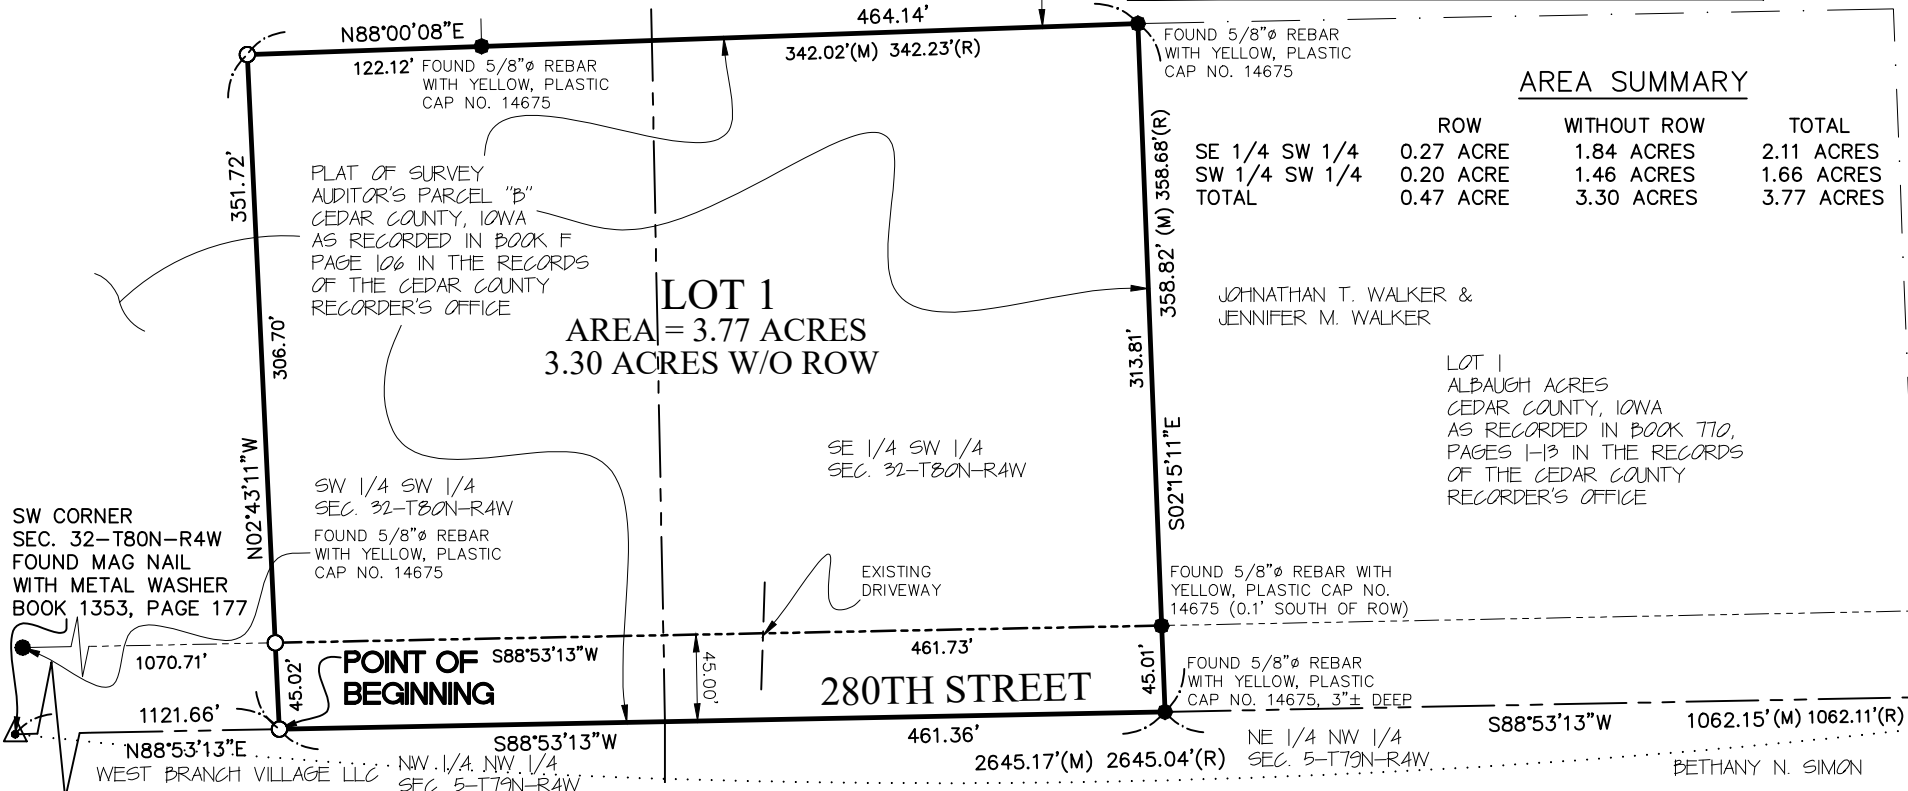 N88°00'08"E
464.14'
122.12'
342.02'(M) 342.23'(R)
FOUND 5/8"ø REBAR
WITH YELLOW, PLASTIC
CAP NO. 14675
FOUND 5/8"ø REBAR
WITH YELLOW, PLASTIC
CAP NO. 14675
AREA SUMMARY
ROW WITHOUT ROW TOTAL
SE 1/4 SW 1/4 0.27 ACRE 1.84 ACRES 2.11 ACRES
SW 1/4 SW 1/4 0.20 ACRE 1.46 ACRES 1.66 ACRES
TOTAL 0.47 ACRE 3.30 ACRES 3.77 ACRES
351.72'
PLAT OF SURVEY
AUDITOR'S PARCEL "B"
CEDAR COUNTY, IOWA
AS RECORDED IN BOOK F
PAGE 106 IN THE RECORDS
OF THE CEDAR COUNTY
RECORDER'S OFFICE
358.82' (M) 358.68'(R)
LOT 1
AREA = 3.77 ACRES
3.30 ACRES W/O ROW
JOHNATHAN T. WALKER &
JENNIFER M. WALKER
306.70'
313.81'
LOT 1
ALBAUGH ACRES
CEDAR COUNTY, IOWA
AS RECORDED IN BOOK 770,
PAGES 1-13 IN THE RECORDS
OF THE CEDAR COUNTY
RECORDER'S OFFICE
N02°43'11"W
SE 1/4 SW 1/4
SEC. 32-T80N-R4W
S02°15'11"E
SW 1/4 SW 1/4
SEC. 32-T80N-R4W
FOUND 5/8"ø REBAR
WITH YELLOW, PLASTIC
CAP NO. 14675
SW CORNER
SEC. 32-T80N-R4W
FOUND MAG NAIL
WITH METAL WASHER
BOOK 1353, PAGE 177
EXISTING
DRIVEWAY
FOUND 5/8"ø REBAR WITH
YELLOW, PLASTIC CAP NO.
14675 (0.1' SOUTH OF ROW)
1070.71'
45.02'
POINT OF
BEGINNING
S88°53'13"W
45.00'
461.73'
280TH STREET
45.01'
FOUND 5/8"ø REBAR
WITH YELLOW, PLASTIC
CAP NO. 14675, 3"± DEEP
1121.66'
N88°53'13"E
S88°53'13"W
461.36'
S88°53'13"W
1062.15'(M) 1062.11'(R)
2645.17'(M) 2645.04'(R)
NE 1/4 NW 1/4
SEC. 5-T79N-R4W
WEST BRANCH VILLAGE LLC
NW 1/4 NW 1/4
SEC. 5-T79N-R4W
BETHANY N. SIMON